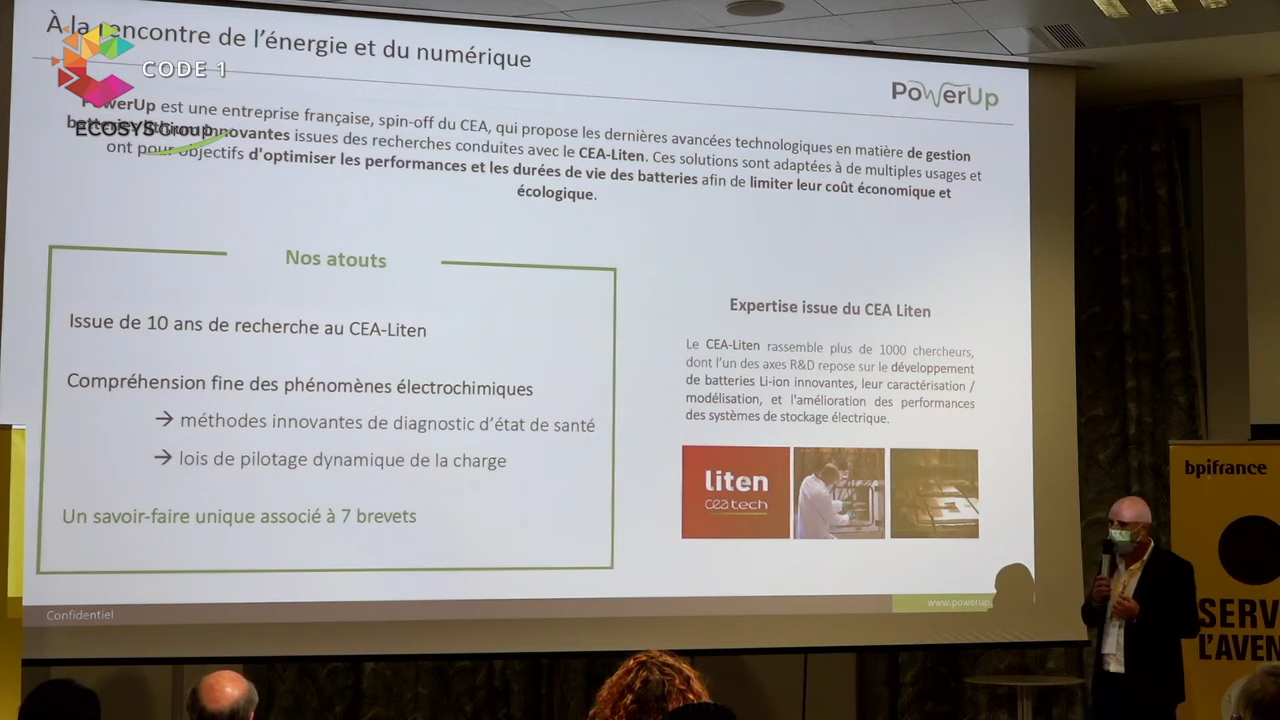 À la rencontre de l'énergie et du numérique
CODE 1
ECOSYS Group
PowerUp
PowerUp est une entreprise française, spin-off du CEA, qui propose les dernières avancées technologiques en matière de gestion
batteries lithium innovantes issues des recherches conduites avec le CEA-Liten. Ces solutions sont adaptées à de multiples usages et
ont pour objectifs d'optimiser les performances et les durées de vie des batteries afin de limiter leur coût économique et
écologique.
Nos atouts
Issue de 10 ans de recherche au CEA-Liten
Compréhension fine des phénomènes électrochimiques
→ méthodes innovantes de diagnostic d'état de santé
→ lois de pilotage dynamique de la charge
Un savoir-faire unique associé à 7 brevets
Expertise issue du CEA Liten
Le CEA-Liten rassemble plus de 1000 chercheurs,
dont l'un des axes R&D repose sur le développement
de batteries Li-ion innovantes, leur caractérisation /
modélisation, et l'amélioration des performances
des systèmes de stockage électrique.
liten
ceatech
Confidentiel
www.powerup.
bpifrance
SERV
L'AVEN